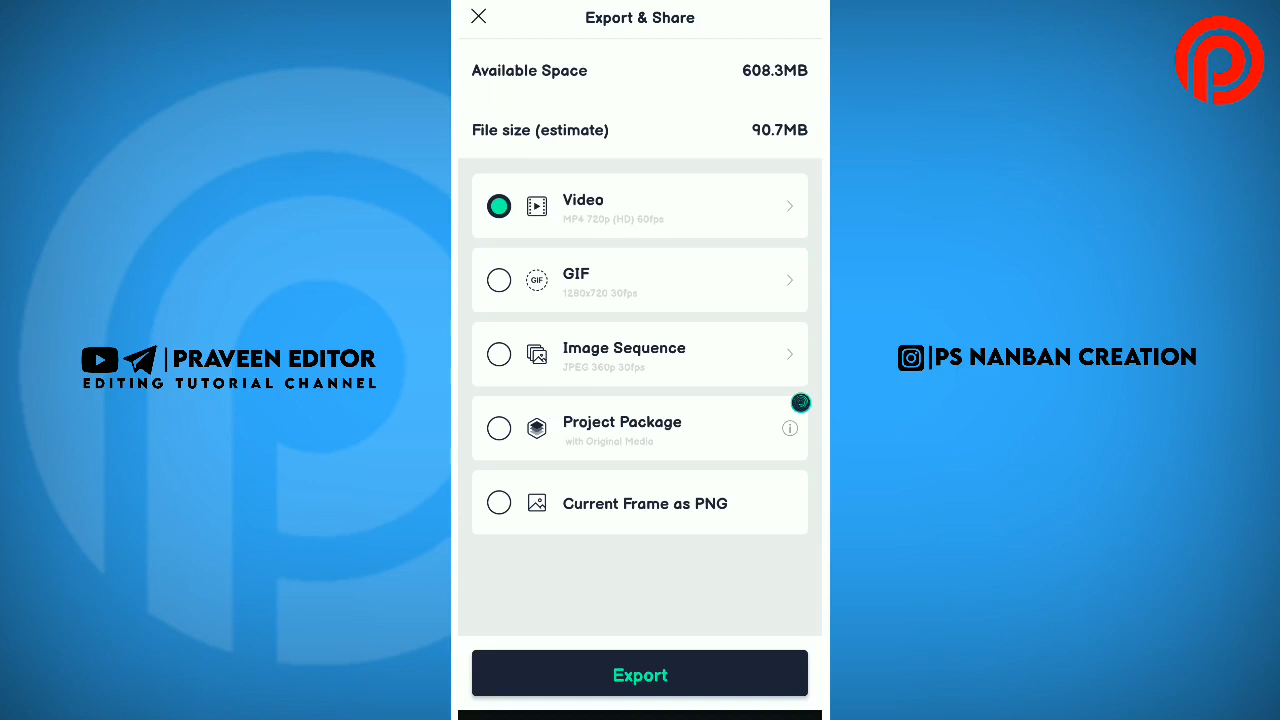 Export & Share
Available Space 608.3MB
File size (estimate) 90.7MB
Video
MP4 720p (HD) 60fps
GIF
GIF
1280x720 30fps
Image Sequence
JPEG 360p 30fps
Project Package
with Original Media
Current Frame as PNG
Export
|PRAVEEN EDITOR
EDITING TUTORIAL CHANNEL
|PS NANBAN CREATION